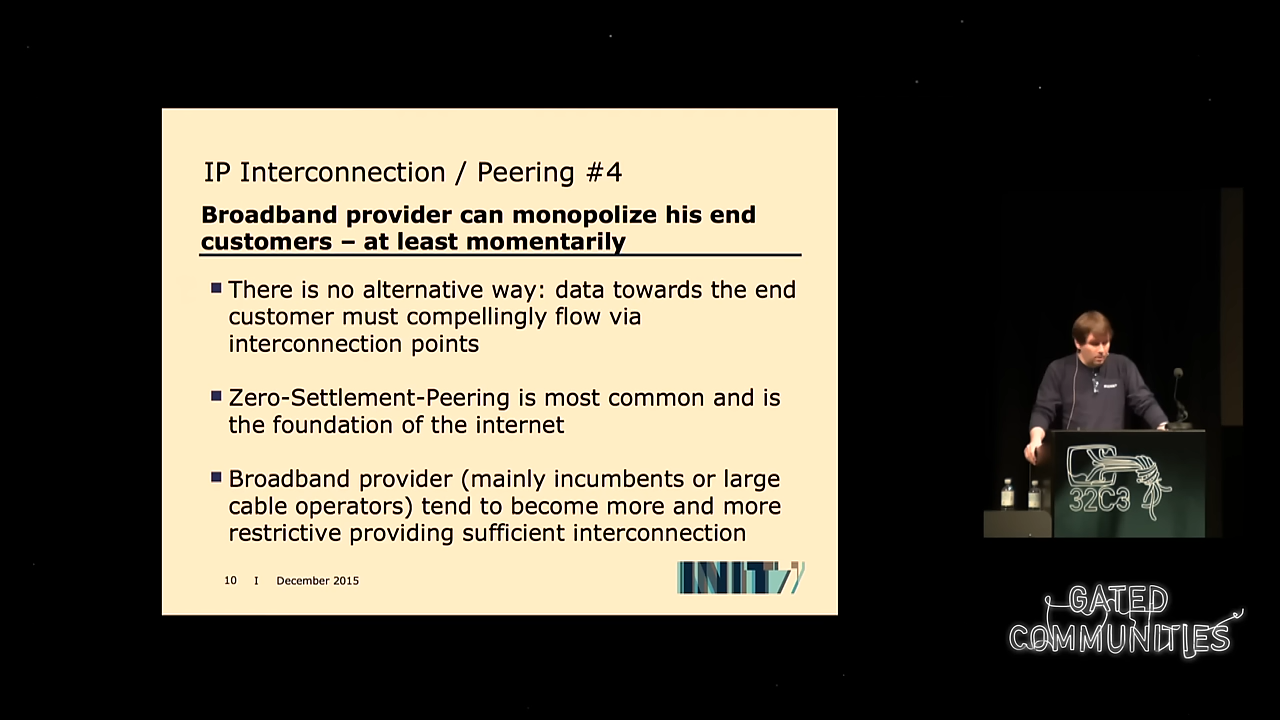 IP Interconnection / Peering #4
Broadband provider can monopolize his end
customers – at least momentarily
There is no alternative way: data towards the end
customer must compellingly flow via
interconnection points
Zero-Settlement-Peering is most common and is
the foundation of the internet
Broadband provider (mainly incumbents or large
cable operators) tend to become more and more
restrictive providing sufficient interconnection
10 I December 2015
INIT7
32C3
GATED
COMMUNITIES